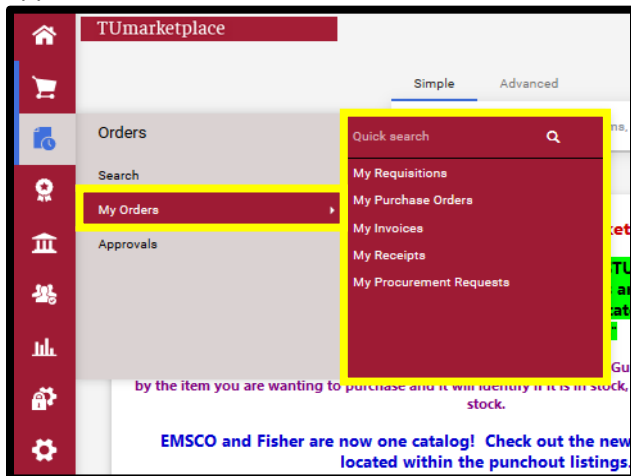 TUmarketplace
Simple Advanced
Orders
Quick search
Search
My Requisitions
My Orders
My Purchase Orders
My Invoices
Approvals
My Receipts
My Procurement Requests
by the item you are wanting to purchase and it will identify if it is in stock,
stock.
EMSCO and Fisher are now one catalog! Check out the new
located within the punchout listings.